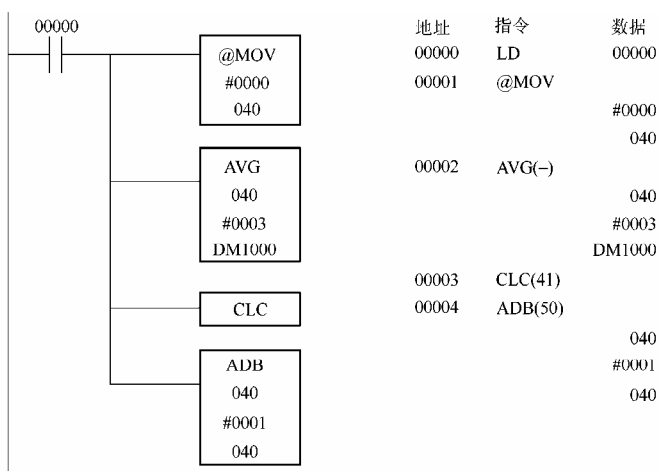 00000
@MOV
#0000
040
AVG
040
#0003
DM1000
CLC
ADB
040
#0001
040
地址 指令 数据
00000 LD 00000
00001 @MOV
#0000
040
00002 AVG(–)
040
#0003
DM1000
00003 CLC(41)
00004 ADB(50)
040
#0001
040